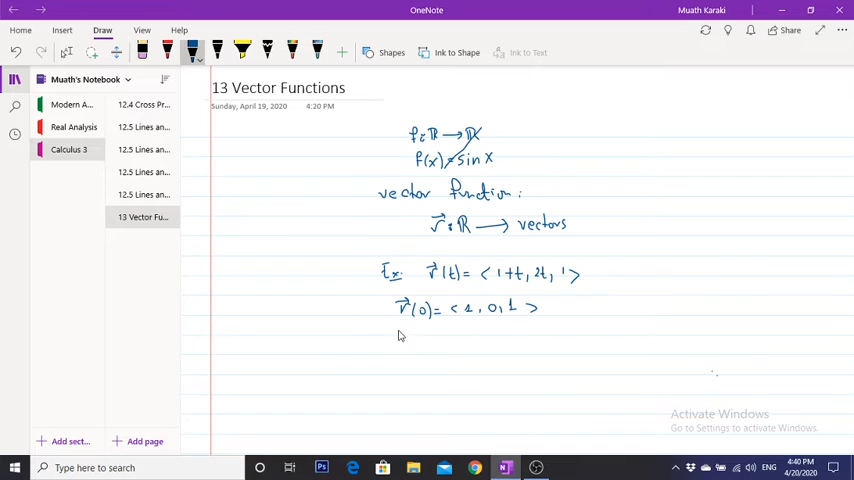 OneNote
Muath Karaki
Home Insert Draw View Help
Share
Shapes Ink to Shape Ink to Text
Muath's Notebook
Modern A...
Real Analysis
Calculus 3
12.4 Cross Pr...
12.5 Lines an...
12.5 Lines an...
12.5 Lines an...
12.5 Lines an...
13 Vector Fu...
Add sect...
Add page
13 Vector Functions
Sunday, April 19, 2020 4:20 PM
f: ℝ → ℝ
f(x) = sin x
vector function:
r⃗: ℝ → vectors
Ex. r⃗(t) = < 1+t, 2t, 1 >
r⃗(0) = < 1, 0, 1 >
Activate Windows
Go to Settings to activate Windows.
Type here to search
Ps
N
ENG
4:40 PM
4/20/2020